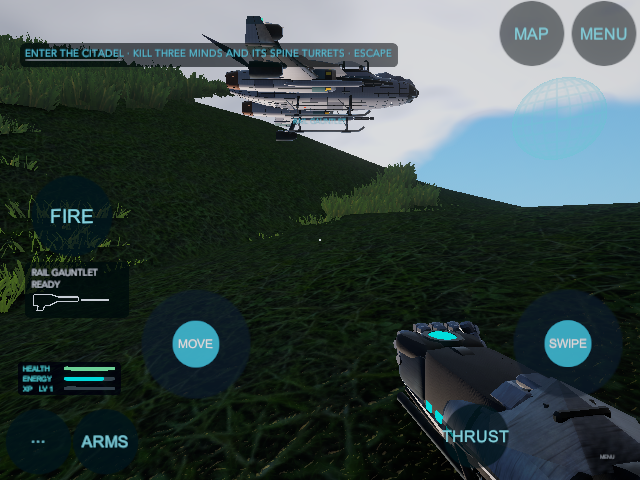 ENTER THE CITADEL · KILL THREE MINDS AND ITS SPINE TURRETS · ESCAPE
MAP
MENU
FIRE
RAIL GAUNTLET
READY
MOVE
SWIPE
HEALTH
ENERGY
XP LV 1
...
ARMS
THRUST
MENU